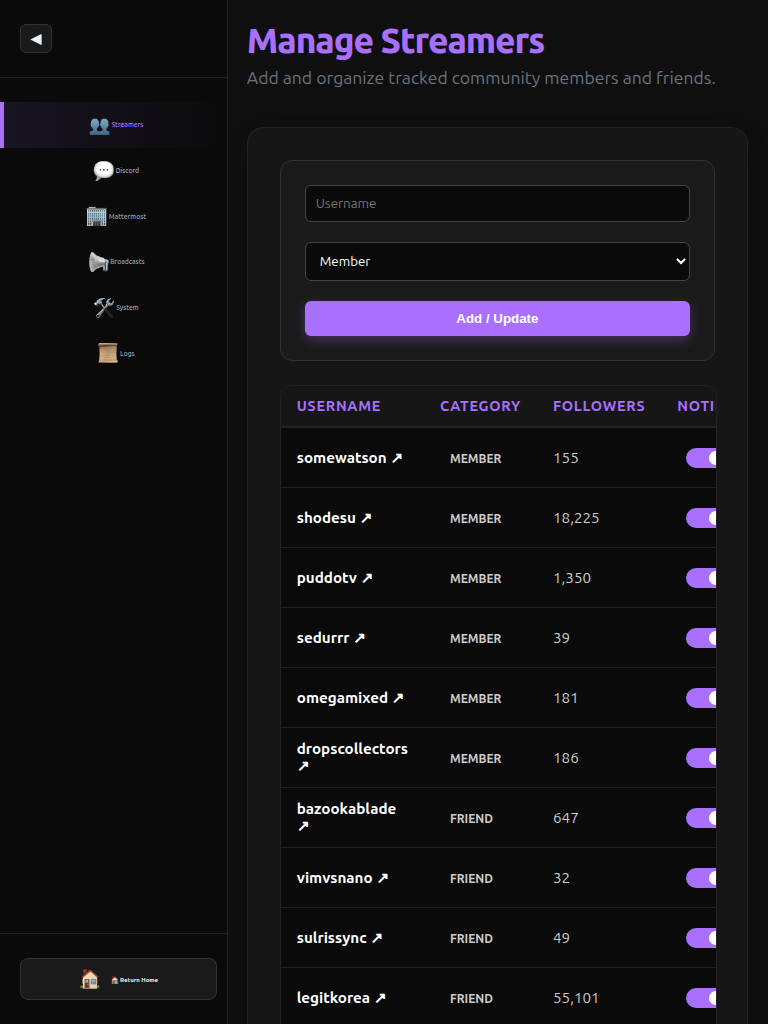 ◀
Streamers
Discord
Mattermost
Broadcasts
System
Logs
🏠 Return Home
Manage Streamers
Add and organize tracked community members and friends.
Username
Member
Add / Update
USERNAME CATEGORY FOLLOWERS NOTI
somewatson ↗ MEMBER 155
shodesu ↗ MEMBER 18,225
puddotv ↗ MEMBER 1,350
sedurrr ↗ MEMBER 39
omegamixed ↗ MEMBER 181
dropscollectors ↗ MEMBER 186
bazookablade ↗ FRIEND 647
vimvsnano ↗ FRIEND 32
sulrissync ↗ FRIEND 49
legitkorea ↗ FRIEND 55,101